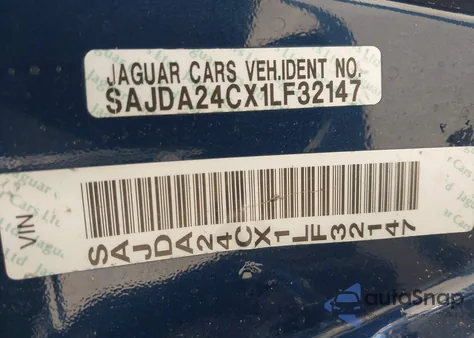 JAGUAR CARS VEH.IDENT NO.
SAJDA24CX1LF32147
VIN
SAJDA24CX1LF32147
autoSnap